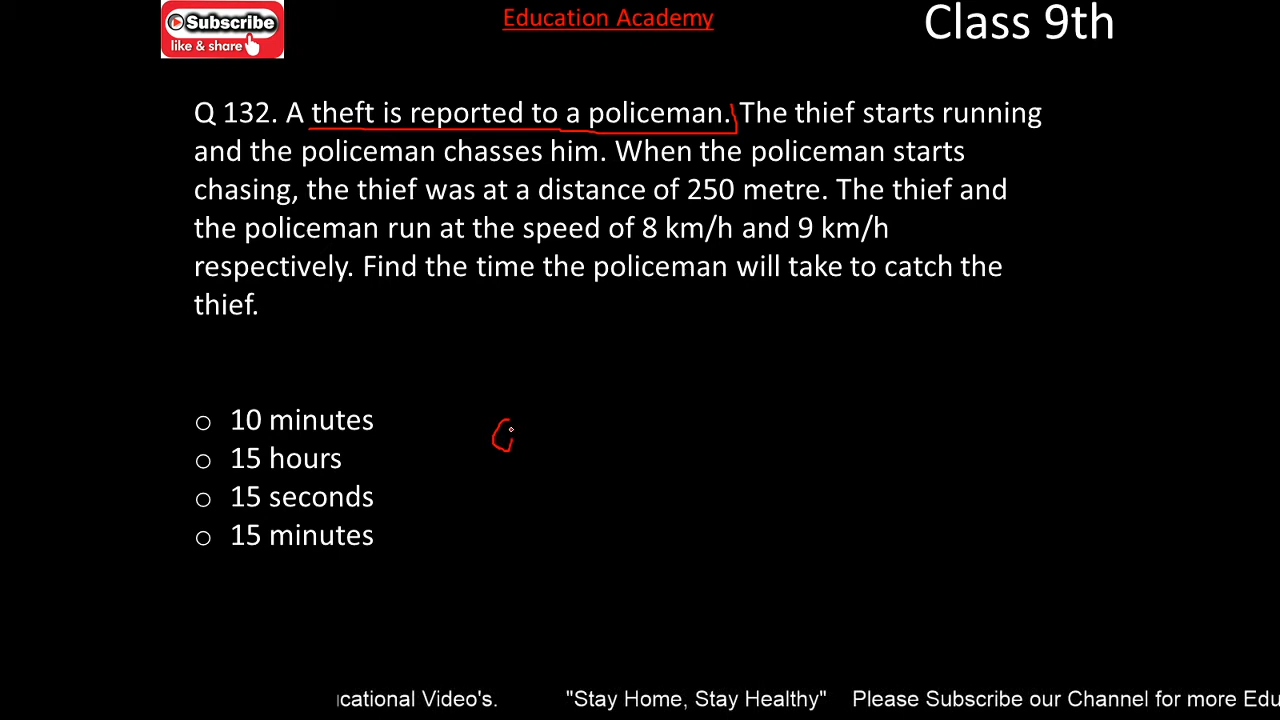 Subscribe
like & share
Education Academy
Class 9th
Q 132. A theft is reported to a policeman. The thief starts running
and the policeman chasses him. When the policeman starts
chasing, the thief was at a distance of 250 metre. The thief and
the policeman run at the speed of 8 km/h and 9 km/h
respectively. Find the time the policeman will take to catch the
thief.
o 10 minutes
o 15 hours
o 15 seconds
o 15 minutes
Video's. "Stay Home, Stay Healthy" Please Subscribe our Channel for more